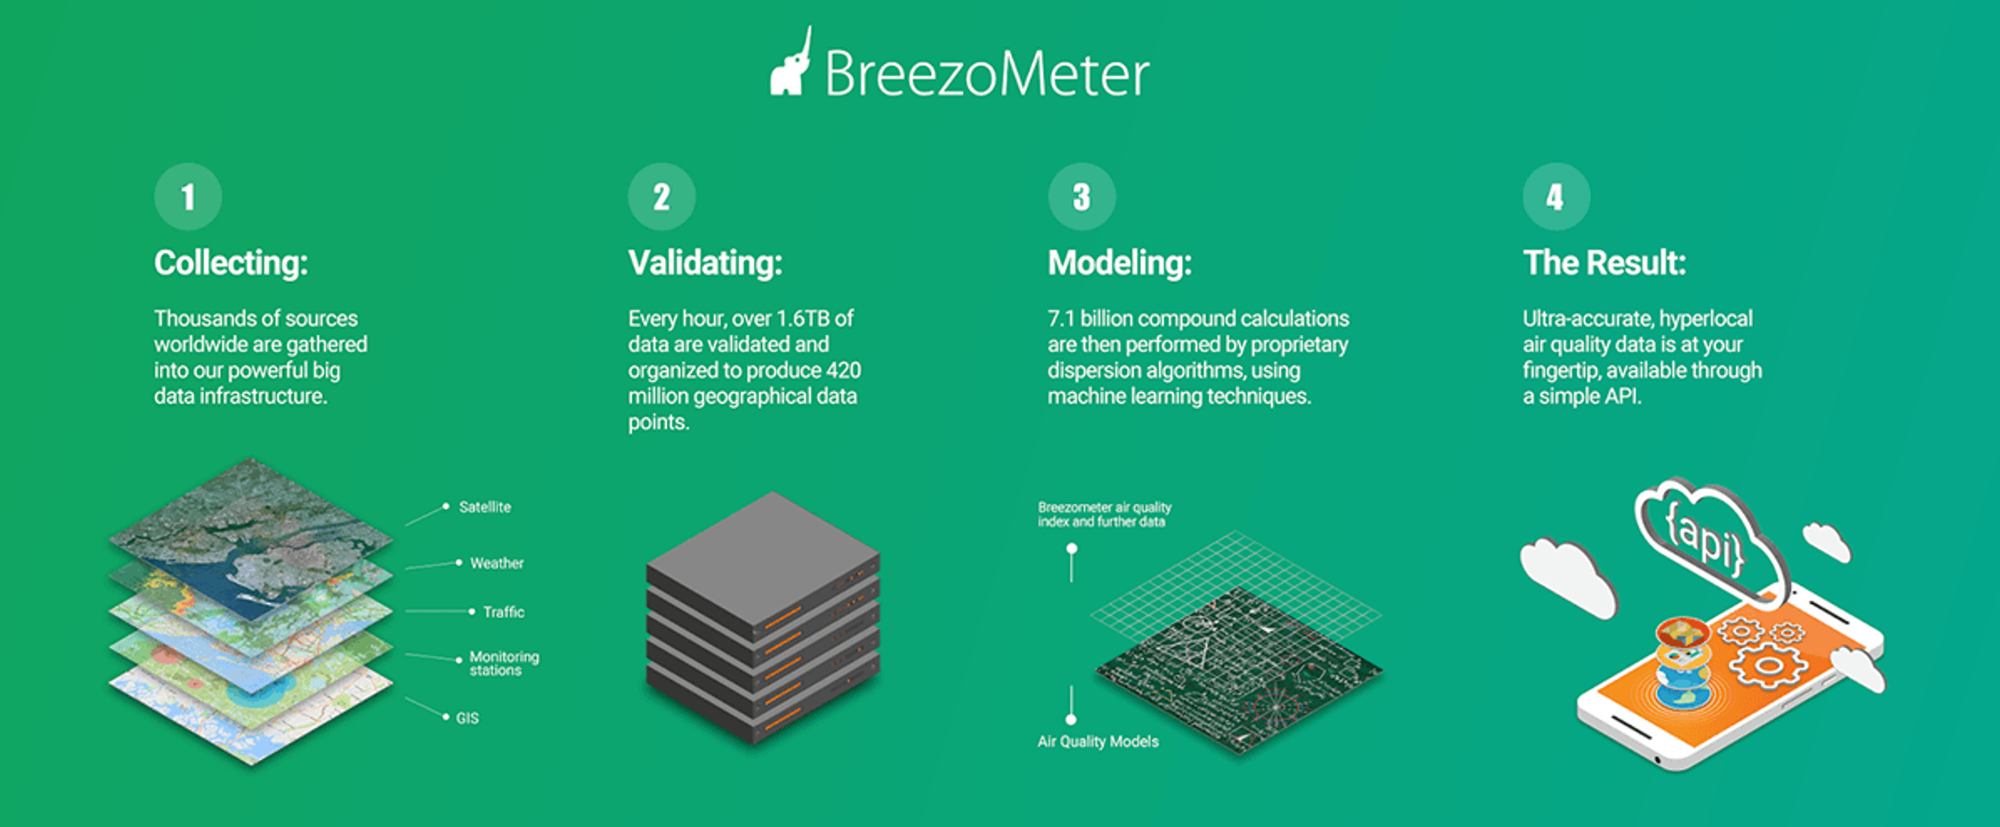 BreezoMeter
1
Collecting:
Thousands of sources
worldwide are gathered
into our powerful big
data infrastructure.
Satellite
Weather
Traffic
Monitoring
stations
GIS
2
Validating:
Every hour, over 1.6TB of
data are validated and
organized to produce 420
million geographical data
points.
3
Modeling:
7.1 billion compound calculations
are then performed by proprietary
dispersion algorithms, using
machine learning techniques.
Breezometer air quality
index and further data
Air Quality Models
4
The Result:
Ultra-accurate, hyperlocal
air quality data is at your
fingertip, available through
a simple API.
{api}